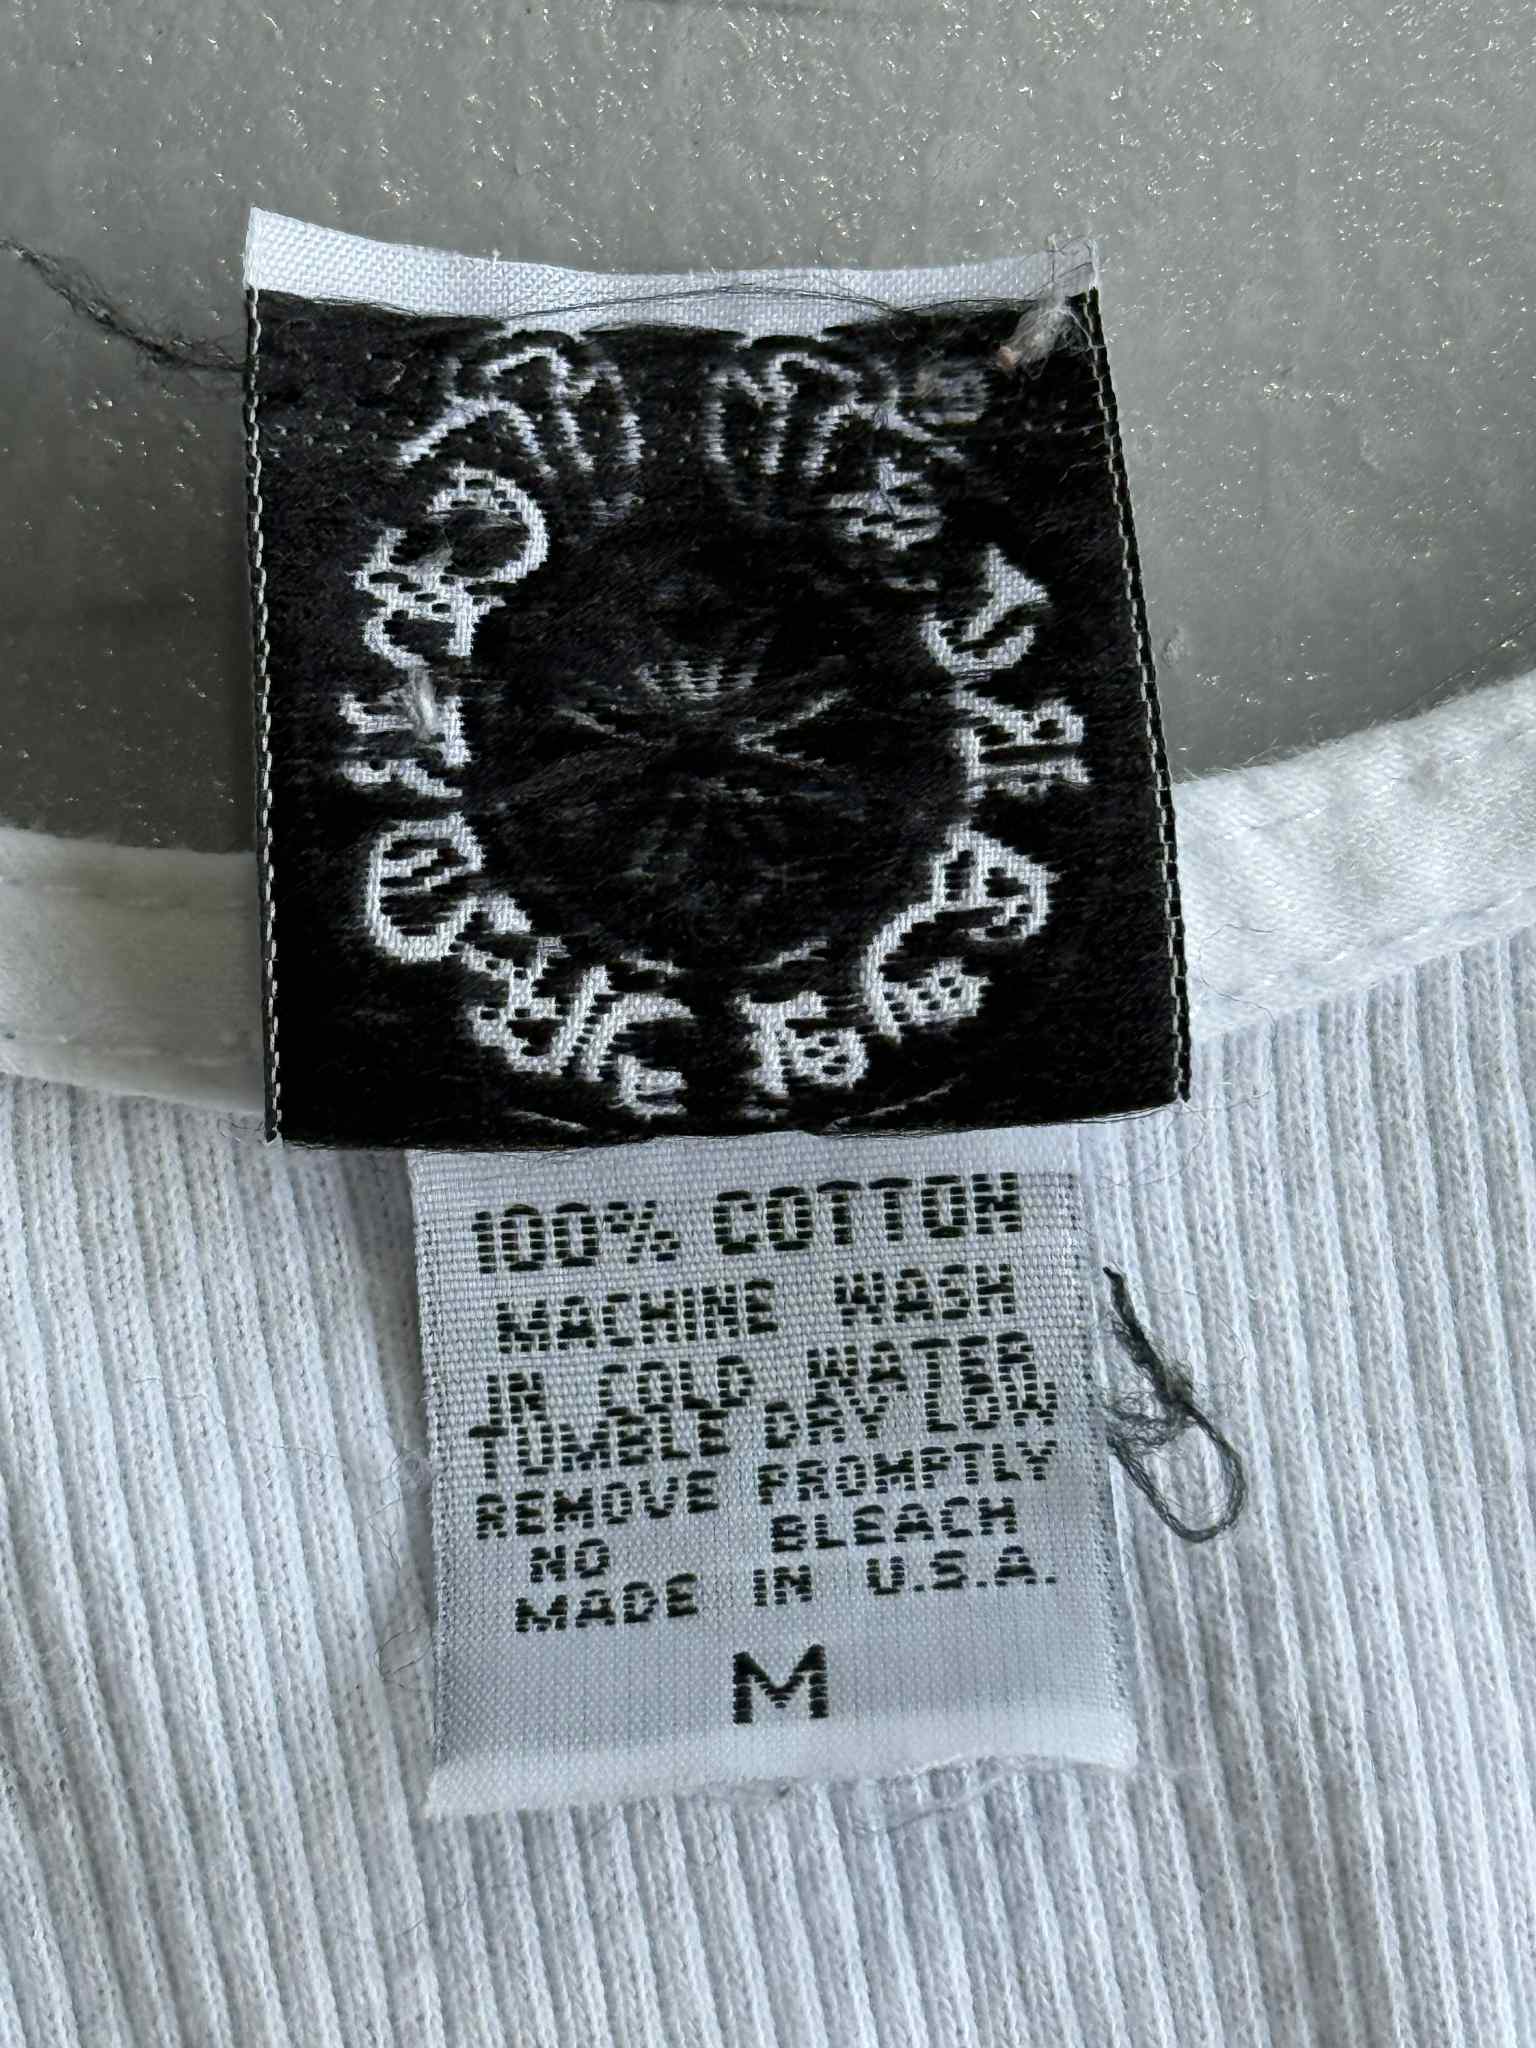 100% COTTON
MACHINE WASH
IN COLD WATER
TUMBLE DRY LOW
REMOVE PROMPTLY
NO BLEACH
MADE IN U.S.A.
M